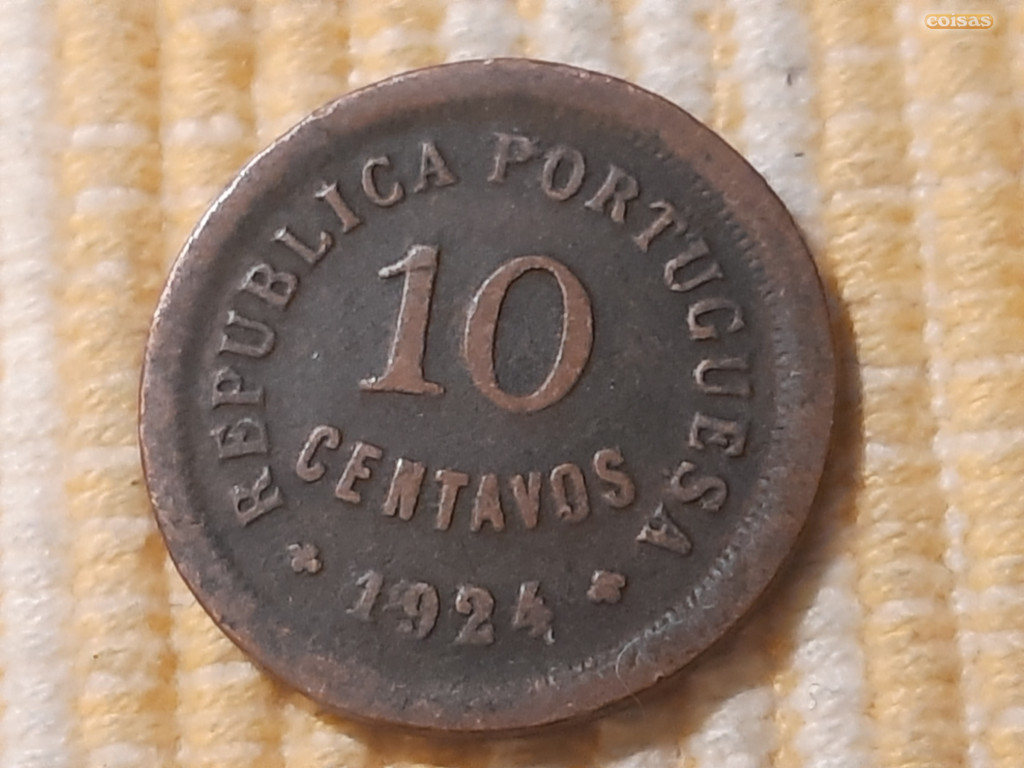 REPUBLICA PORTUGUESA
10
CENTAVOS
* 1924 *
coisas